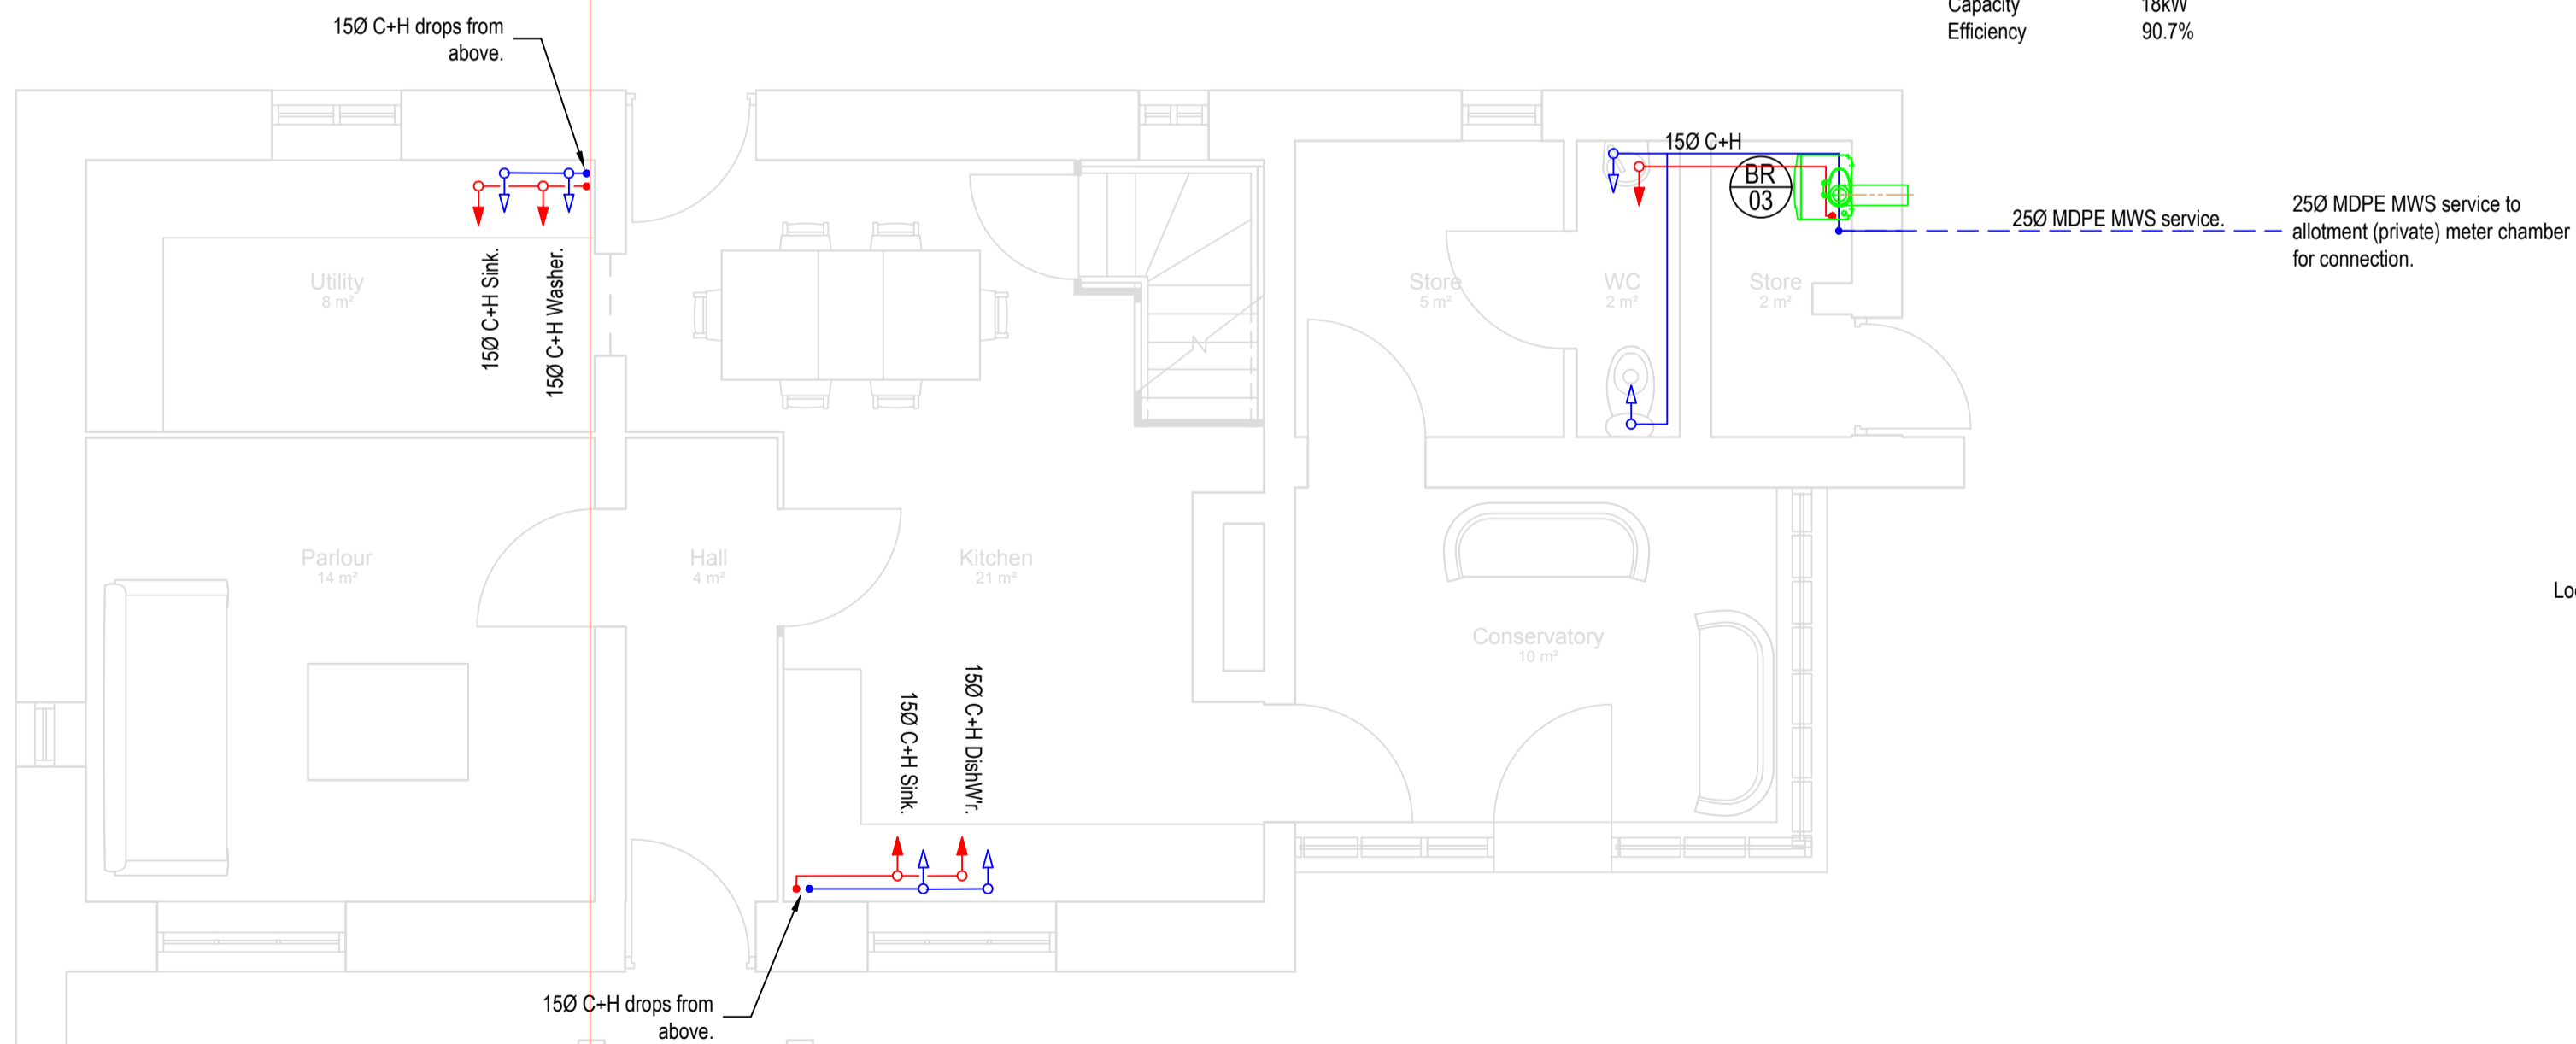 Capacity 18kW
Efficiency 90.7%
15Ø C+H drops from
above.
15Ø C+H
BR
03
25Ø MDPE MWS service.
25Ø MDPE MWS service to
allotment (private) meter chamber
for connection.
15Ø C+H Sink.
15Ø C+H Washer.
Utility
8 m²
Store
5 m²
WC
2 m²
Store
2 m²
N
Parlour
14 m²
Hall
4 m²
Kitchen
21 m²
Conservatory
10 m²
15Ø C+H Sink.
15Ø C+H DishW'r.
15Ø C+H drops from
above.